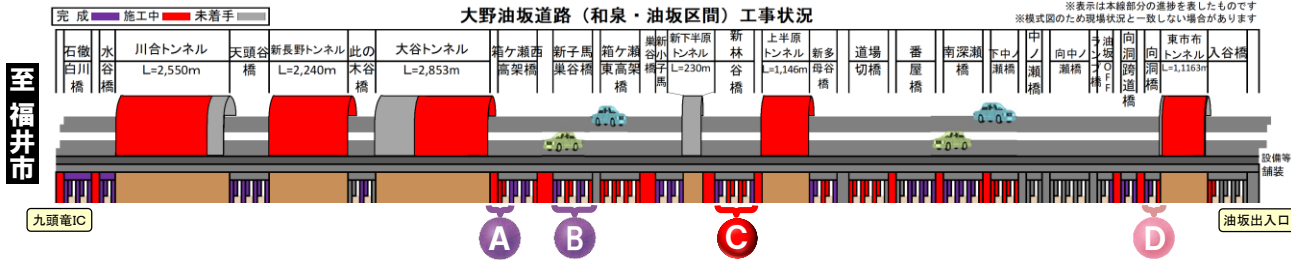 完 成 施工中 未着手
大野油坂道路（和泉・油坂区間）工事状況
※表示は本線部分の進捗を表したものです
※模式図のため現場状況と一致しない場合があります
石徹白川橋
水谷橋
川合トンネル
L=2,550m
天頭谷橋
新長野トンネル
L=2,240m
此の木谷橋
大谷トンネル
L=2,853m
箱ケ瀬西高架橋
新子馬巣谷橋
箱ケ瀬東高架橋
巣谷橋
新小子馬
新下半原トンネル
L=230m
新林谷橋
上半原トンネル
L=1,146m
新多母谷橋
道場切橋
番屋橋
南深瀬橋
下中ノ瀬橋
中ノ瀬橋
向中ノ瀬橋
油坂OFFランプ橋
向洞跨道橋
向洞橋
東市布トンネル
L=1,1163m
入谷橋
至 福井市
設備等
舗装
九頭竜IC
油坂出入口
A
B
C
D